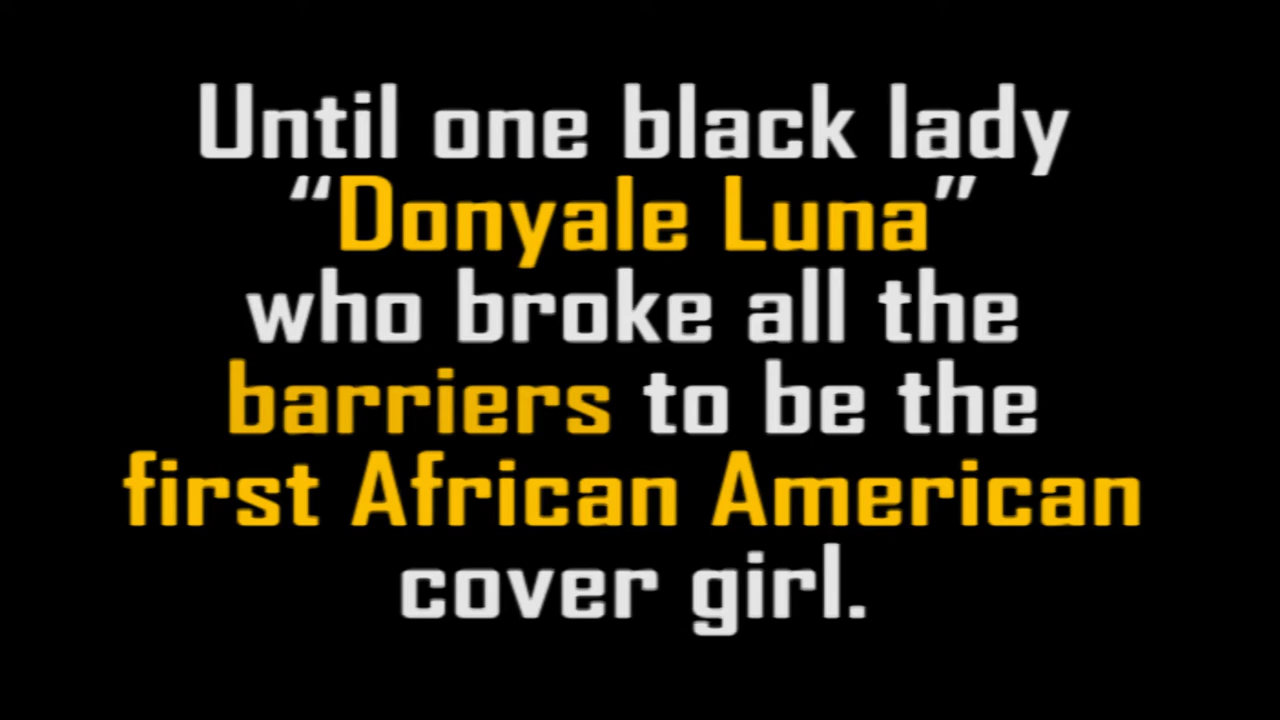 Until one black lady
“Donyale Luna”
who broke all the
barriers to be the
first African American
cover girl.